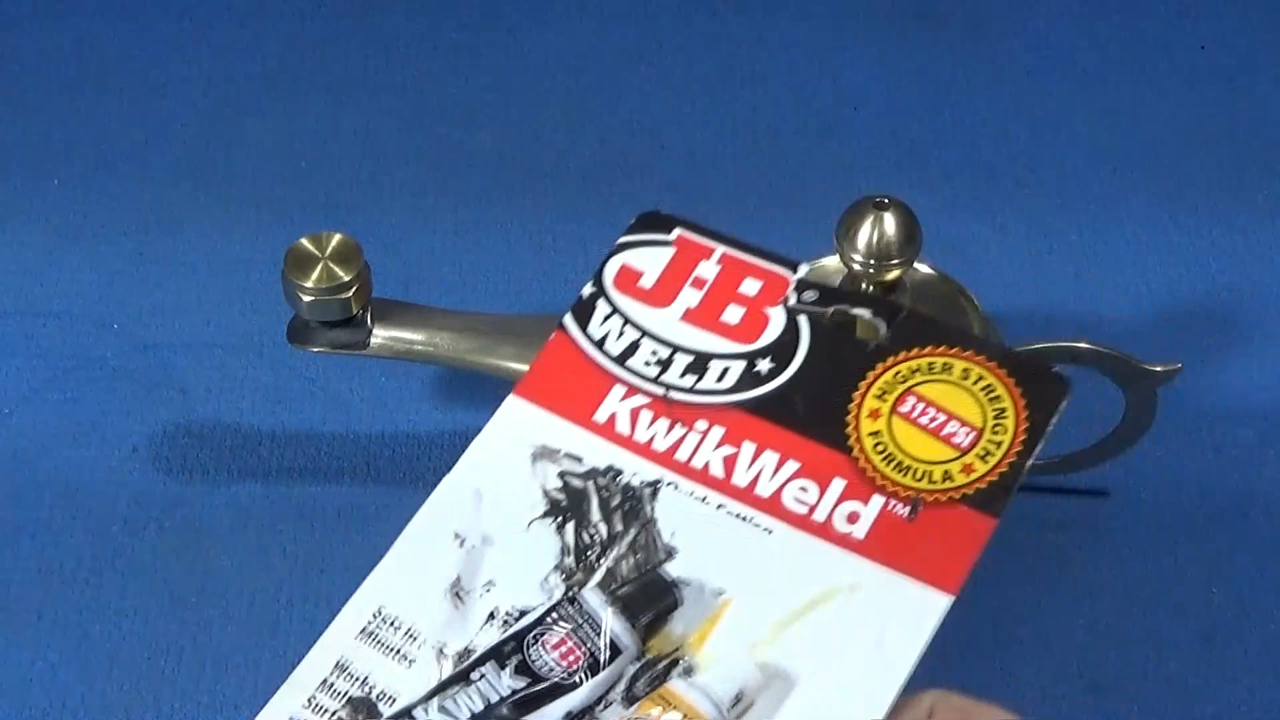 J-B
WELD
KwikWeld™
HIGHER STRENGTH
3127 PSI
FORMULA
Sets in
Minutes
Works on
JB
Kwik